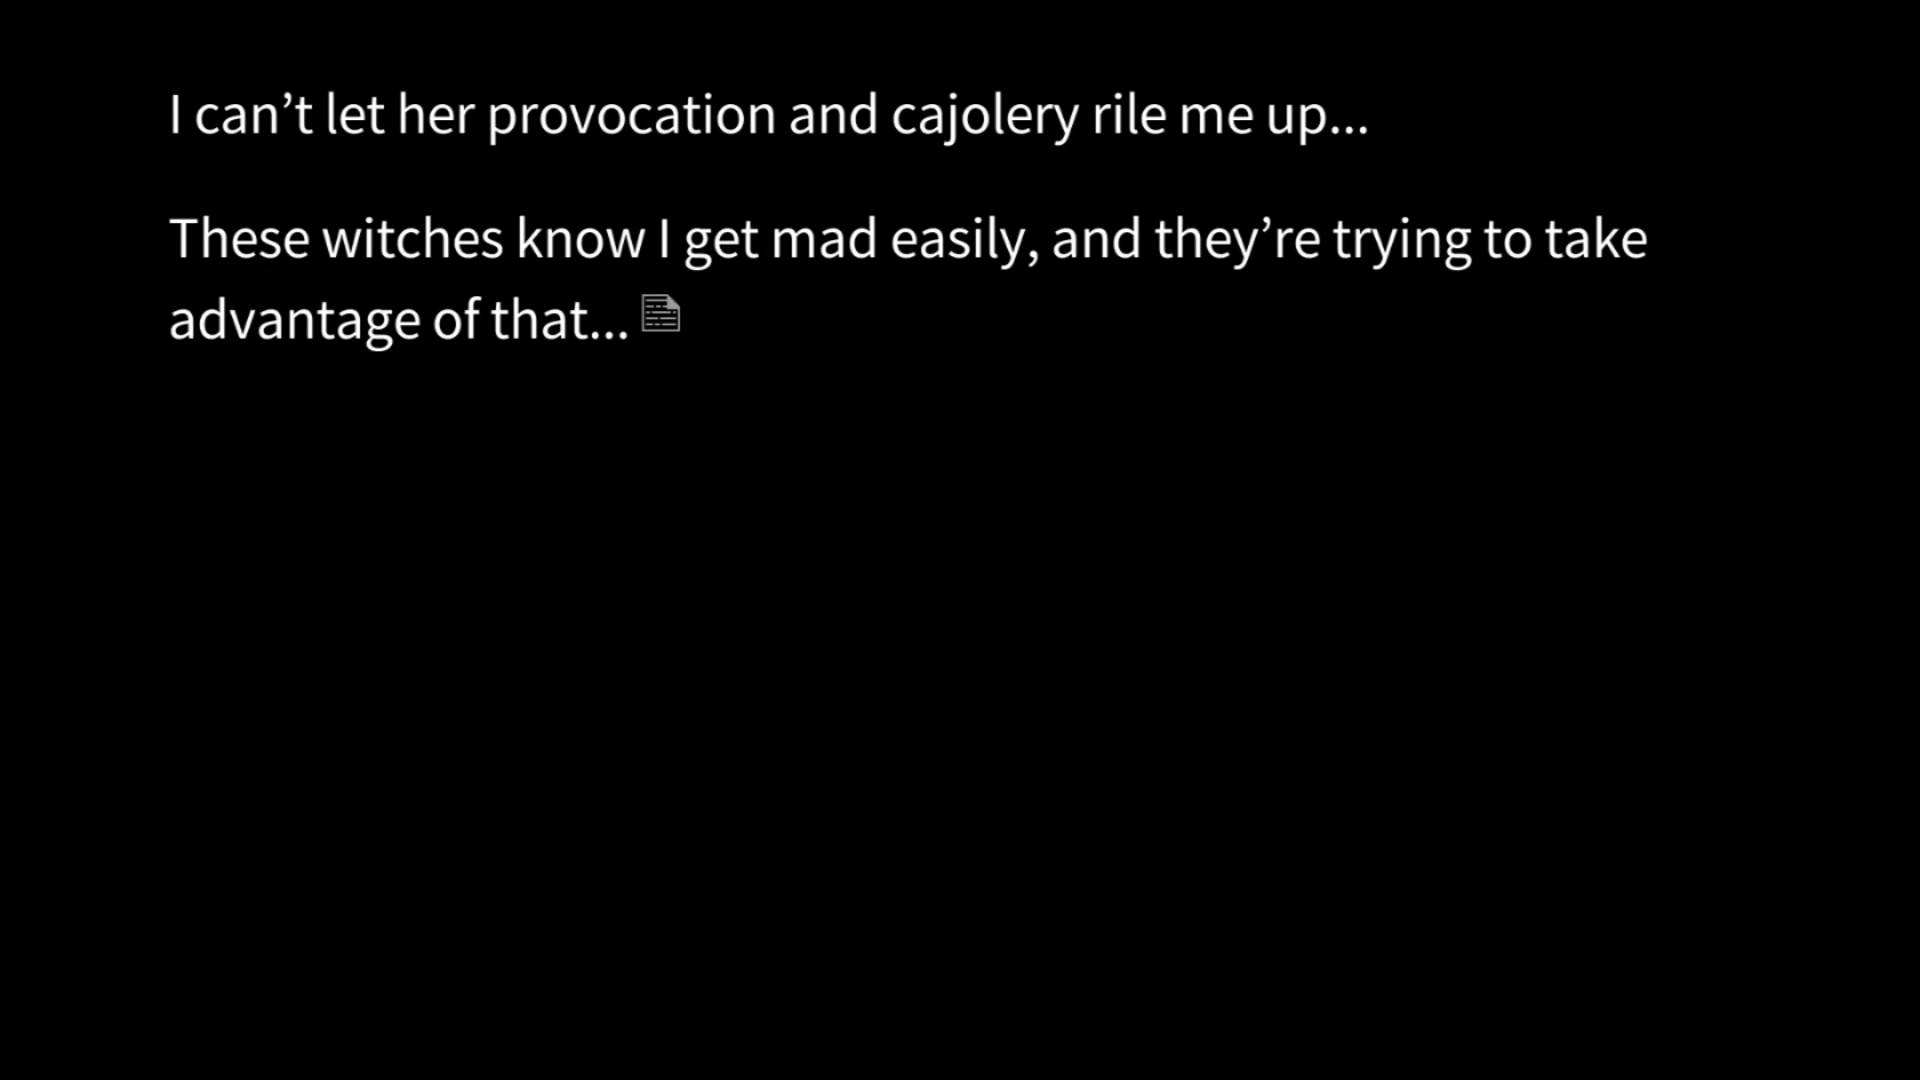 I can’t let her provocation and cajolery rile me up...
These witches know I get mad easily, and they’re trying to take
advantage of that...